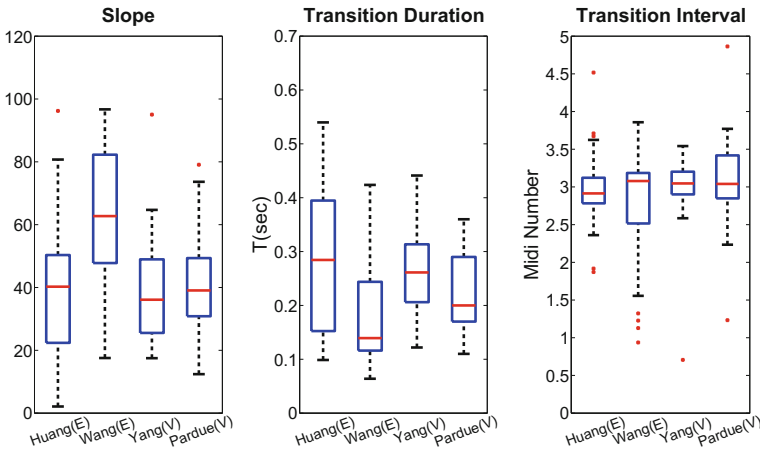 Slope
Transition Duration
Transition Interval
120
100
80
60
40
20
0
Huang(E)
Wang(E)
Yang(V)
Pardue(V)
T(sec)
0.7
0.6
0.5
0.4
0.3
0.2
0.1
0
Huang(E)
Wang(E)
Yang(V)
Pardue(V)
Midi Number
5
4.5
4
3.5
3
2.5
2
1.5
1
0.5
0
Huang(E)
Wang(E)
Yang(V)
Pardue(V)